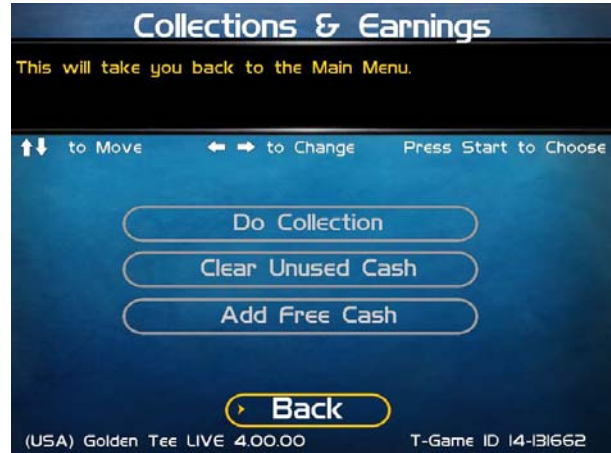 Collections & Earnings
This will take you back to the Main Menu.
to Move to Change Press Start to Choose
Do Collection
Clear Unused Cash
Add Free Cash
Back
(USA) Golden Tee LIVE 4.00.00 T-Game ID 14-131662